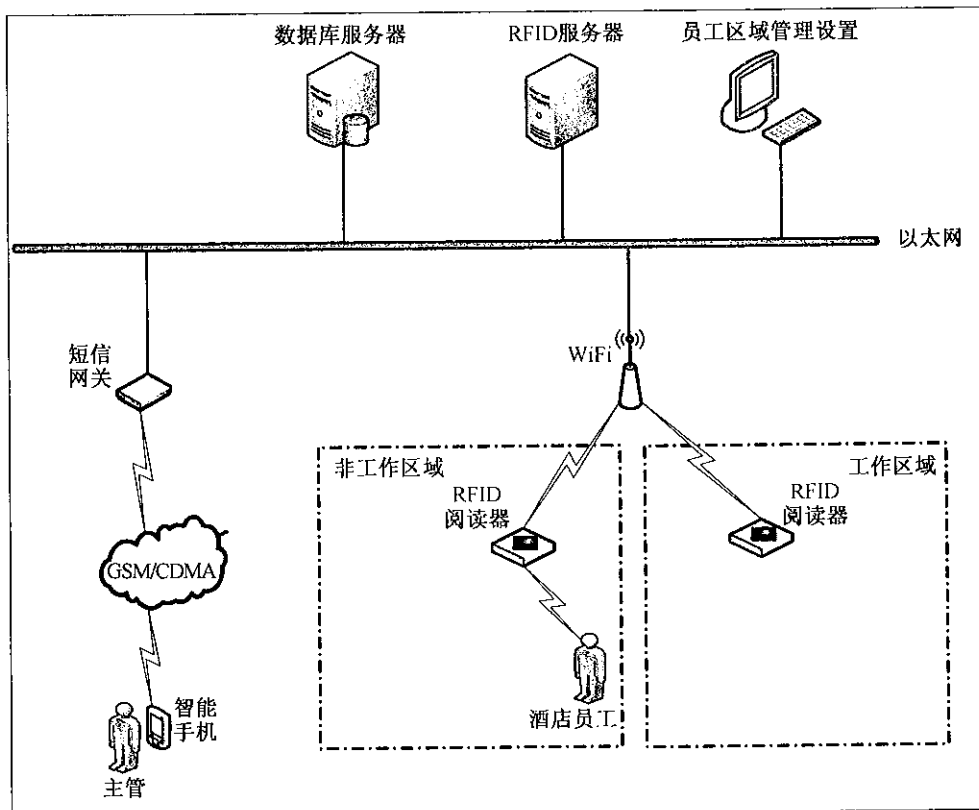 数据库服务器
RFID服务器
员工区域管理设置
以太网
短信
网关
WiFi
非工作区域
工作区域
RFID
阅读器
RFID
阅读器
GSM/CDMA
智能
手机
酒店员工
主管